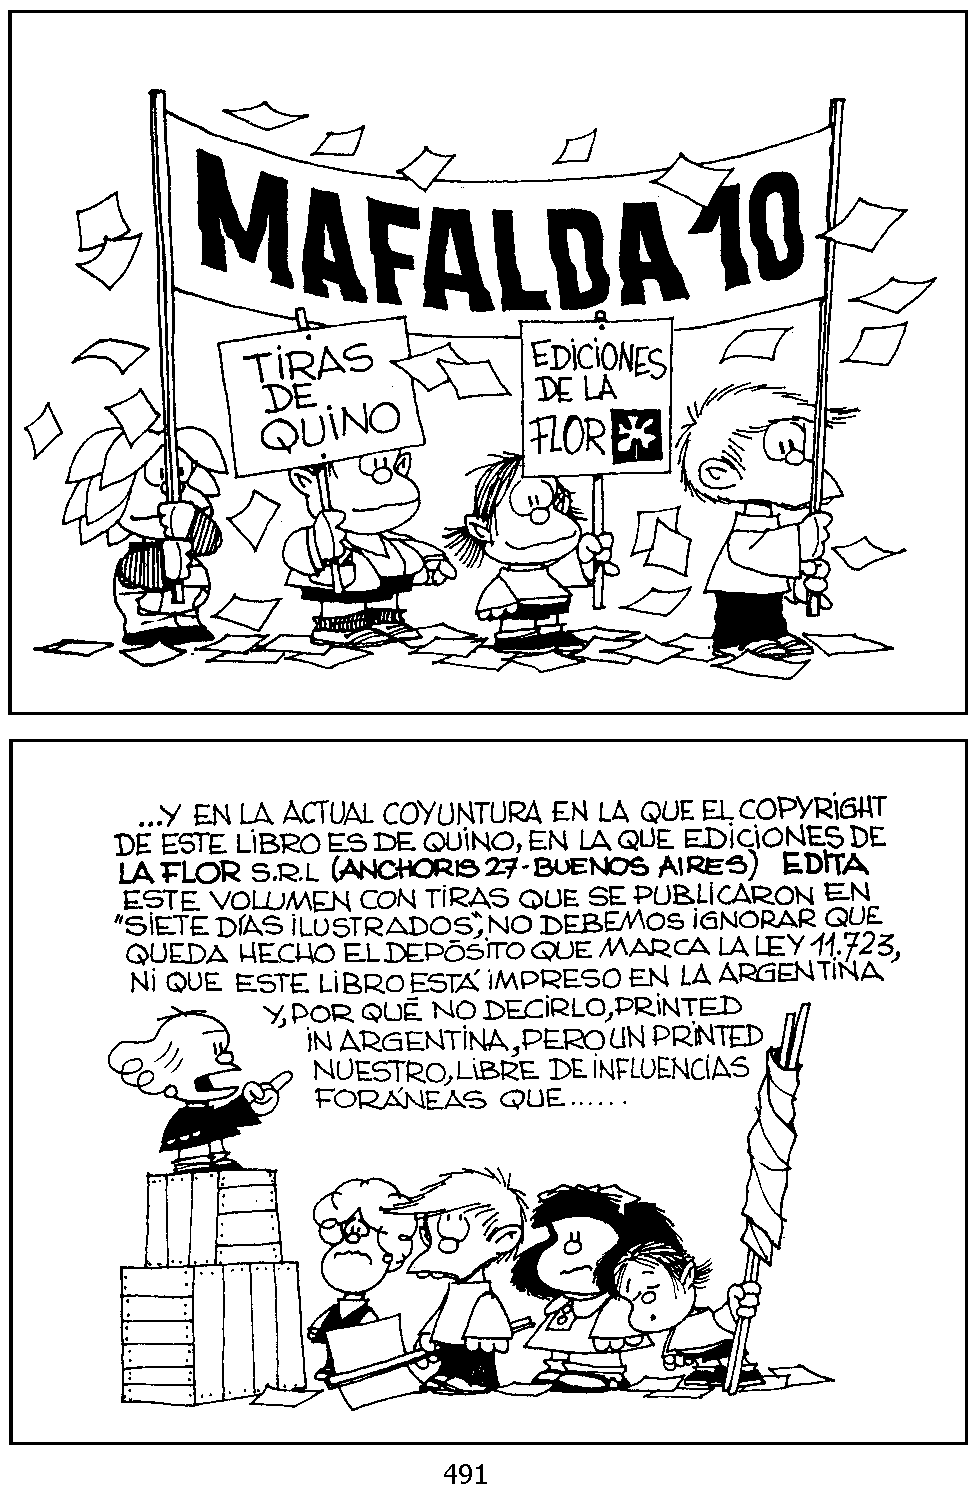 MAFALDA 10
TIRAS
DE
QUINO
EDICIONES
DE LA
FLOR
...Y EN LA ACTUAL COYUNTURA EN LA QUE EL COPYRIGHT
DE ESTE LIBRO ES DE QUINO, EN LA QUE EDICIONES DE
LA FLOR S.R.L (ANCHORIS 27-BUENOS AIRES) EDITA
ESTE VOLUMEN CON TIRAS QUE SE PUBLICARON EN
"SIETE DÍAS ILUSTRADOS", NO DEBEMOS IGNORAR QUE
QUEDA HECHO EL DEPÓSITO QUE MARCA LA LEY 11.723,
NI QUE ESTE LIBRO ESTÁ IMPRESO EN LA ARGENTINA
Y, POR QUÉ NO DECIRLO, PRINTED
IN ARGENTINA, PERO UN PRINTED
NUESTRO, LIBRE DE INFLUENCIAS
FORÁNEAS QUE......
491